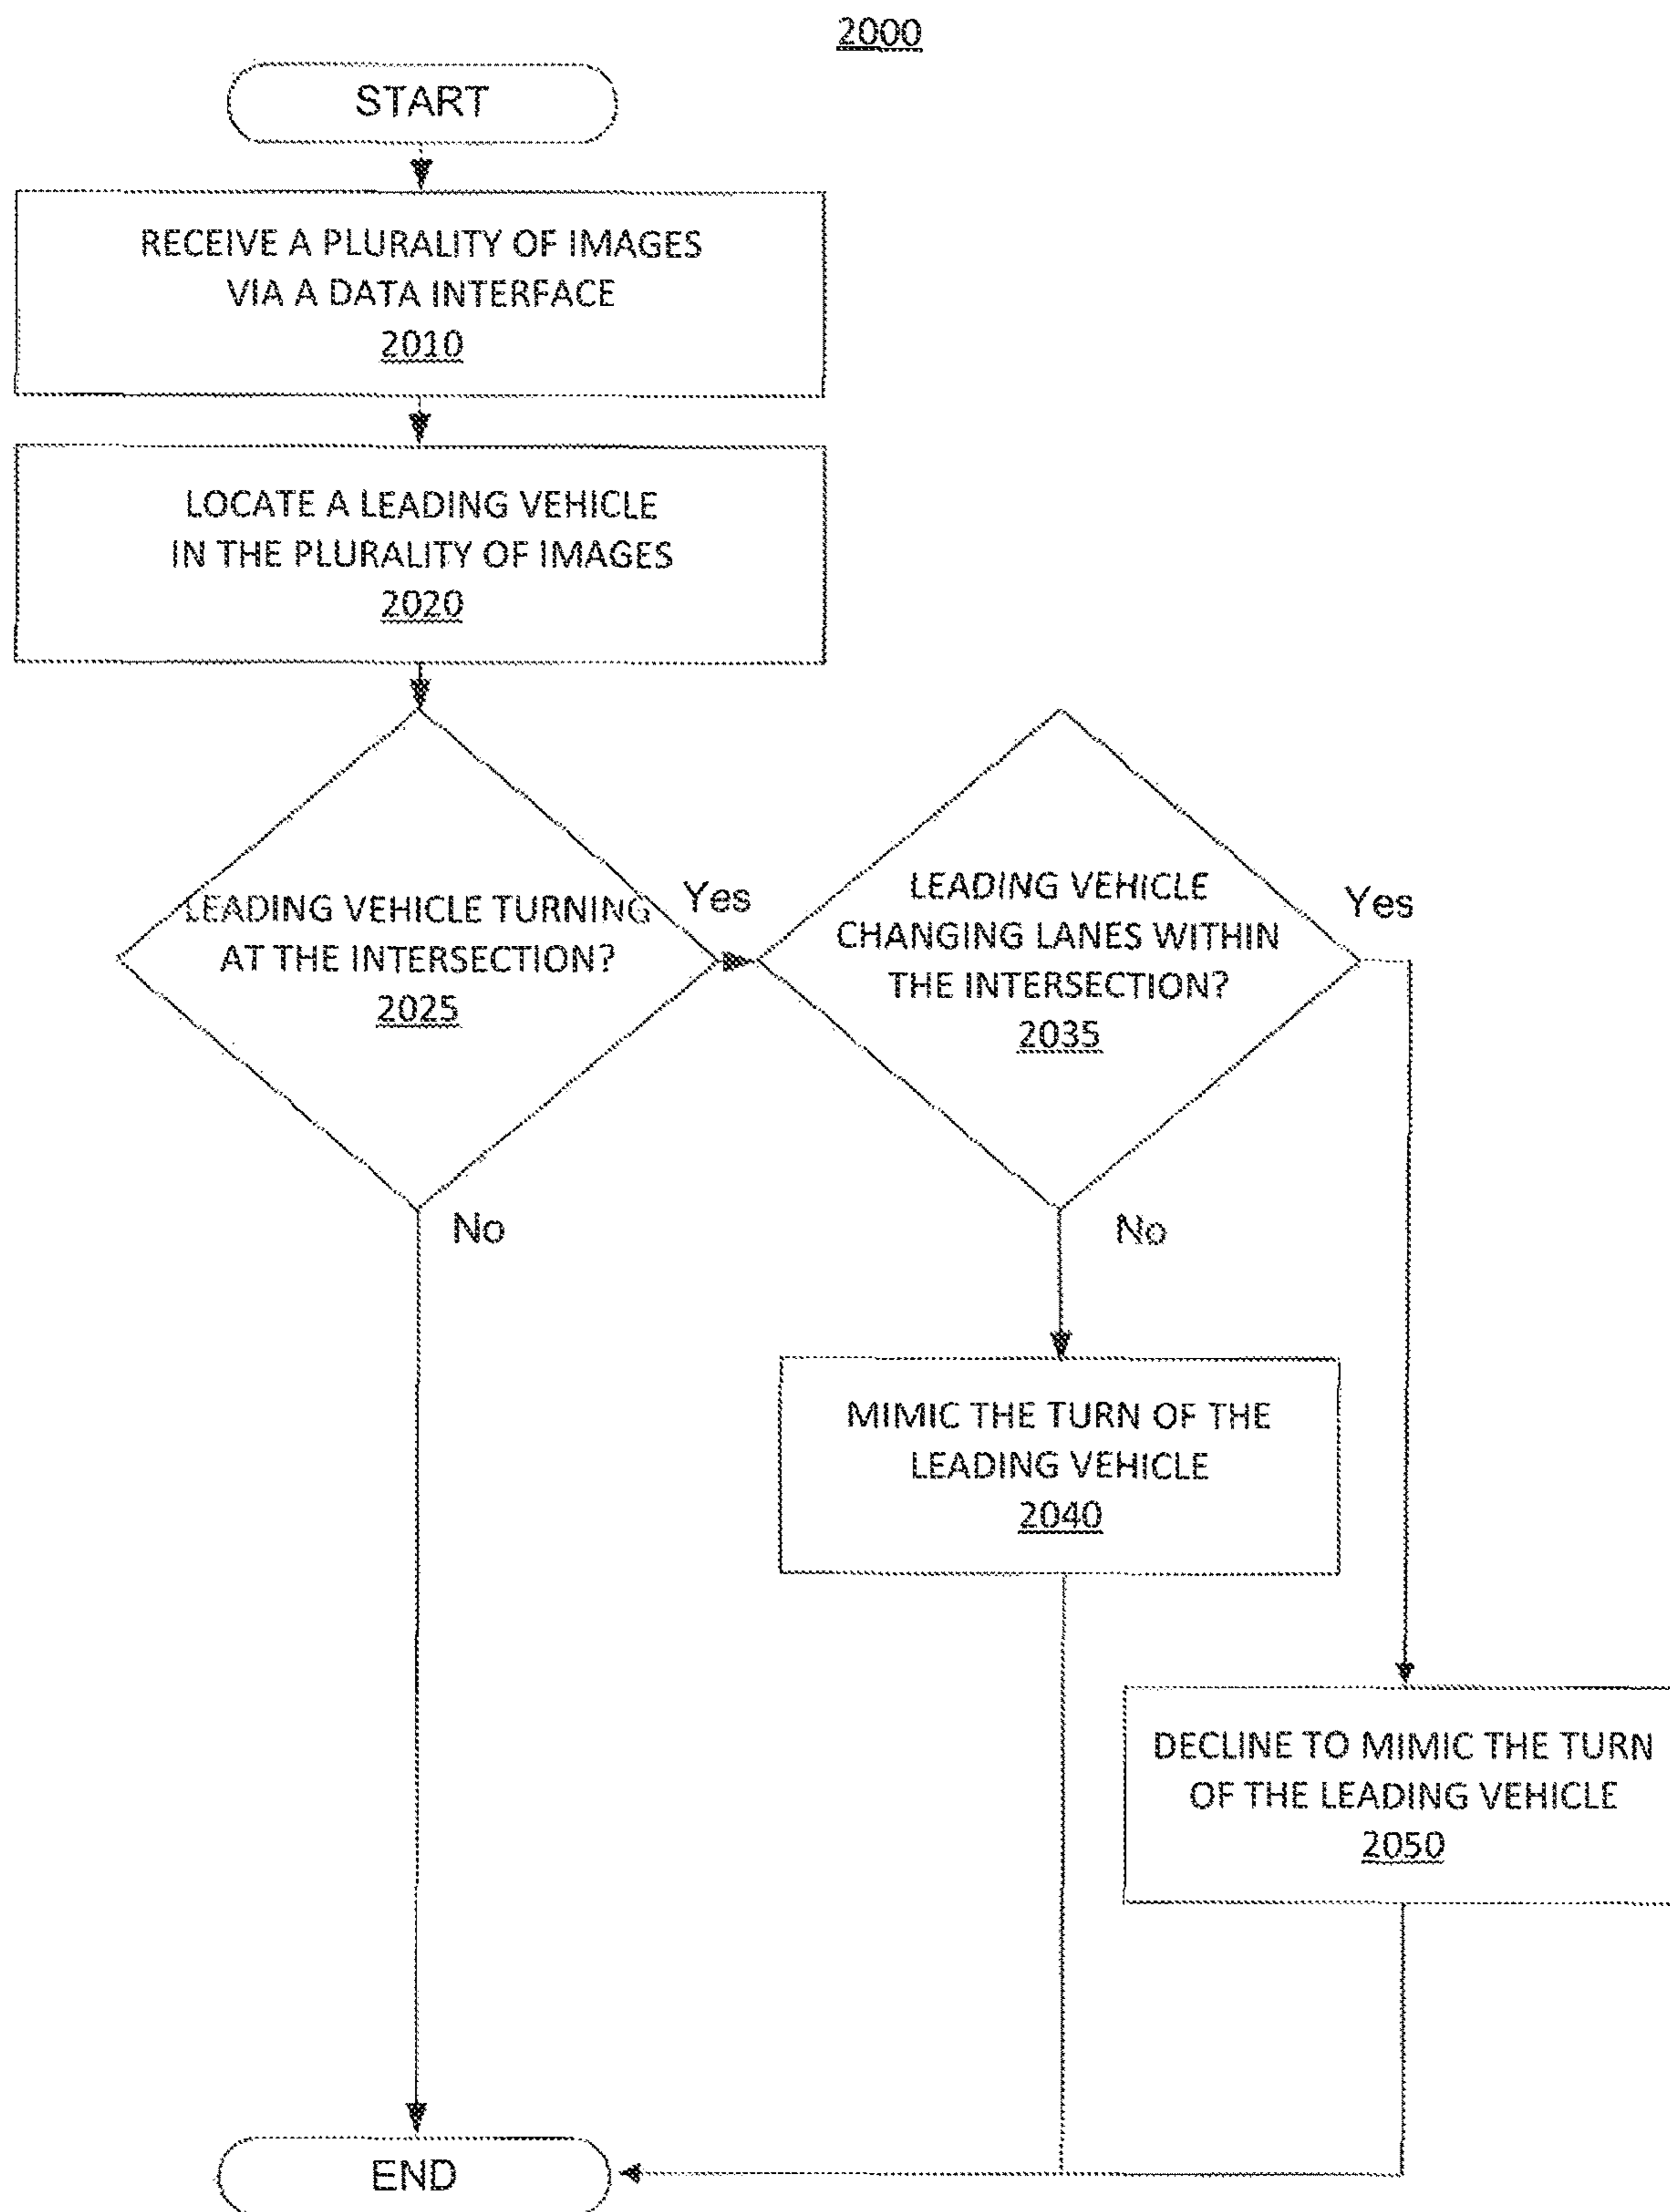 2000
START
RECEIVE A PLURALITY OF IMAGES
VIA A DATA INTERFACE
2010
LOCATE A LEADING VEHICLE
IN THE PLURALITY OF IMAGES
2020
LEADING VEHICLE TURNING
AT THE INTERSECTION?
2025
Yes
No
LEADING VEHICLE
CHANGING LANES WITHIN
THE INTERSECTION?
2035
Yes
No
MIMIC THE TURN OF THE
LEADING VEHICLE
2040
DECLINE TO MIMIC THE TURN
OF THE LEADING VEHICLE
2050
END